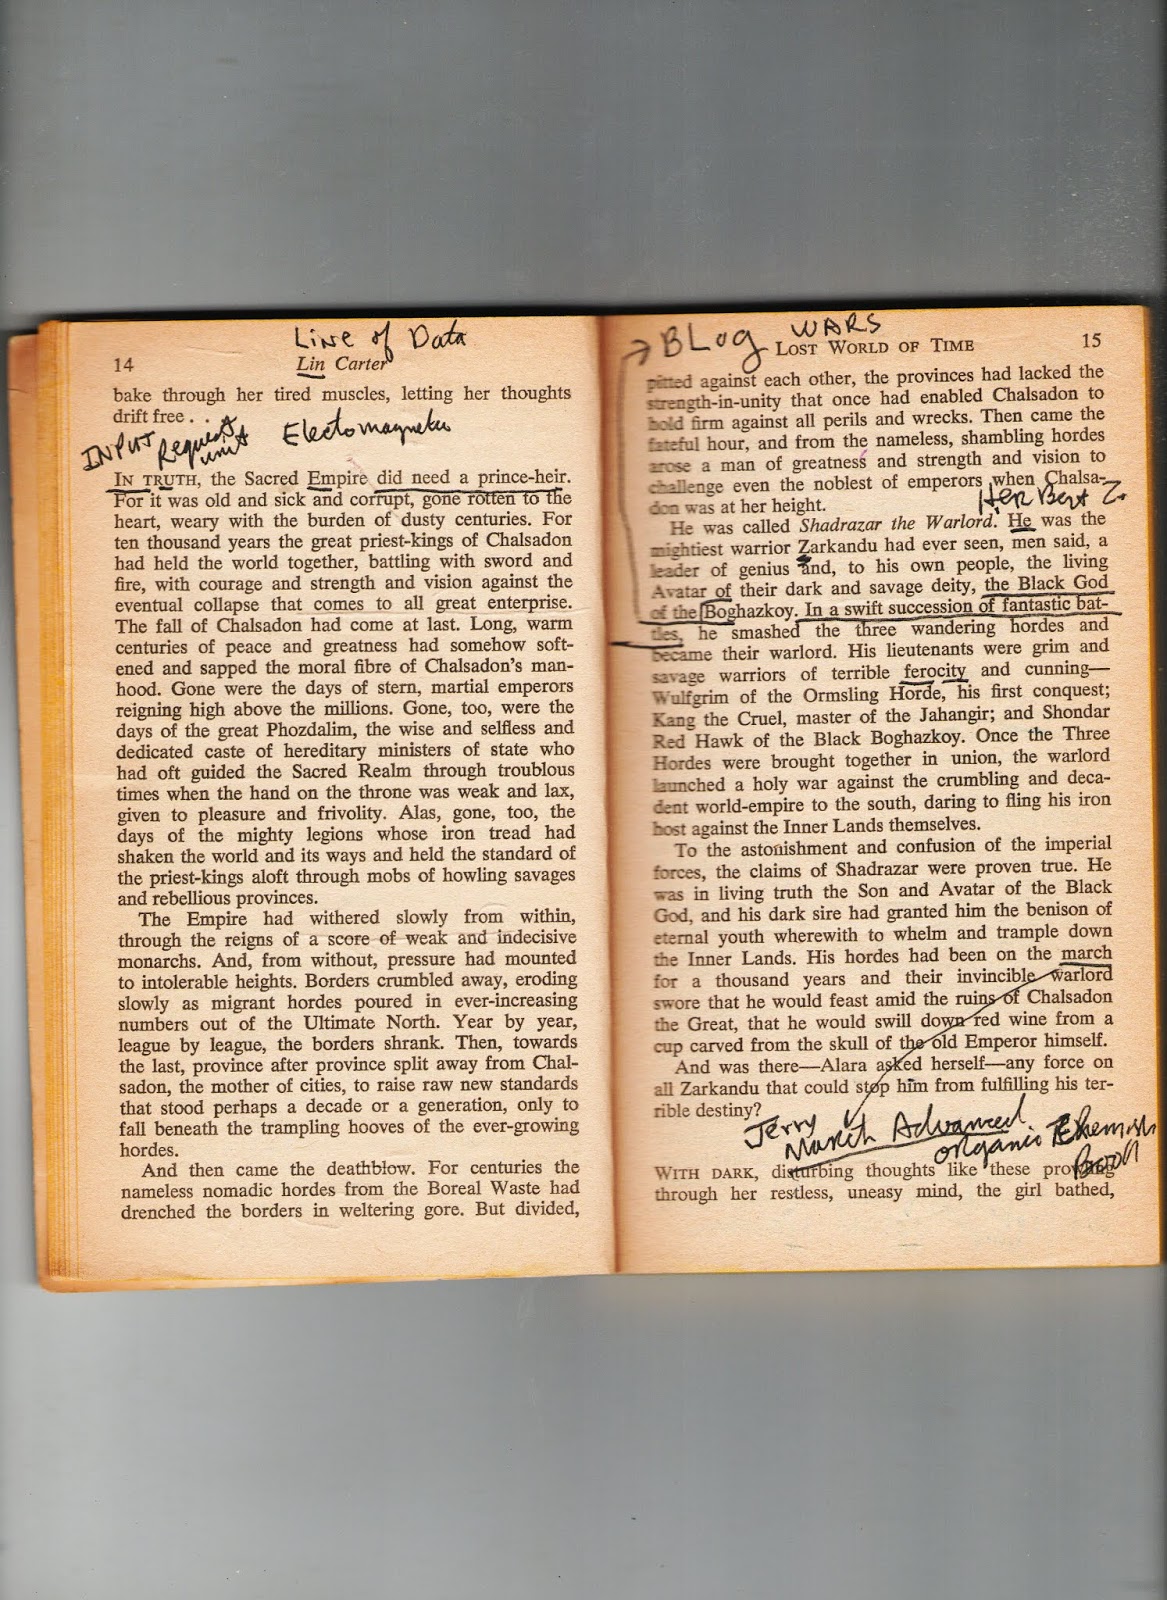 Line of Data
14
Lin Carter
bake through her tired muscles, letting her thoughts
drift free . .
INPUT Request unit
IN TRUTH, the Sacred Empire did need a prince-heir.
For it was old and sick and corrupt, gone rotten to the
heart, weary with the burden of dusty centuries. For
ten thousand years the great priest-kings of Chalsadon
had held the world together, battling with sword and
fire, with courage and strength and vision against the
eventual collapse that comes to all great enterprise.
The fall of Chalsadon had come at last. Long, warm
centuries of peace and greatness had somehow soft-
ened and sapped the moral fibre of Chalsadon's man-
hood. Gone were the days of stern, martial emperors
reigning high above the millions. Gone, too, were the
days of the great Phozdalim, the wise and selfless and
dedicated caste of hereditary ministers of state who
had oft guided the Sacred Realm through troublous
times when the hand on the throne was weak and lax,
given to pleasure and frivolity. Alas, gone, too, the
days of the mighty legions whose iron tread had
shaken the world and its ways and held the standard of
the priest-kings aloft through mobs of howling savages
and rebellious provinces.
The Empire had withered slowly from within,
through the reigns of a score of weak and indecisive
monarchs. And, from without, pressure had mounted
to intolerable heights. Borders crumbled away, eroding
slowly as migrant hordes poured in ever-increasing
numbers out of the Ultimate North. Year by year,
league by league, the borders shrank. Then, towards
the last, province after province split away from Chal-
sadon, the mother of cities, to raise raw new standards
that stood perhaps a decade or a generation, only to
fall beneath the trampling hooves of the ever-growing
hordes.
And then came the deathblow. For centuries the
nameless nomadic hordes from the Boreal Waste had
drenched the borders in weltering gore. But divided,
BLog WARS
LOST WORLD OF TIME
15
pitted against each other, the provinces had lacked the
strength-in-unity that once had enabled Chalsadon to
hold firm against all perils and wrecks. Then came the
fateful hour, and from the nameless, shambling hordes
arose a man of greatness and strength and vision to
challenge even the noblest of emperors when Chalsa-
don was at her height.
HerBert Z.
He was called Shadrazar the Warlord. He was the
mightiest warrior Zarkandu had ever seen, men said, a
leader of genius and, to his own people, the living
Avatar of their dark and savage deity, the Black God
of the Boghazkoy. In a swift succession of fantastic bat-
tles, he smashed the three wandering hordes and
became their warlord. His lieutenants were grim and
savage warriors of terrible ferocity and cunning—
Wulfgrim of the Ormsling Horde, his first conquest;
Kang the Cruel, master of the Jahangir; and Shondar
Red Hawk of the Black Boghazkoy. Once the Three
Hordes were brought together in union, the warlord
launched a holy war against the crumbling and deca-
dent world-empire to the south, daring to fling his iron
host against the Inner Lands themselves.
To the astonishment and confusion of the imperial
forces, the claims of Shadrazar were proven true. He
was in living truth the Son and Avatar of the Black
God, and his dark sire had granted him the benison of
eternal youth wherewith to whelm and trample down
the Inner Lands. His hordes had been on the march
for a thousand years and their invincible warlord
swore that he would feast amid the ruins of Chalsadon
the Great, that he would swill down red wine from a
cup carved from the skull of the old Emperor himself.
And was there—Alara asked herself—any force on
all Zarkandu that could stop him from fulfilling his ter-
rible destiny?
Jerry
March Advanced
organic
WITH DARK, disturbing thoughts like these prowling
through her restless, uneasy mind, the girl bathed,